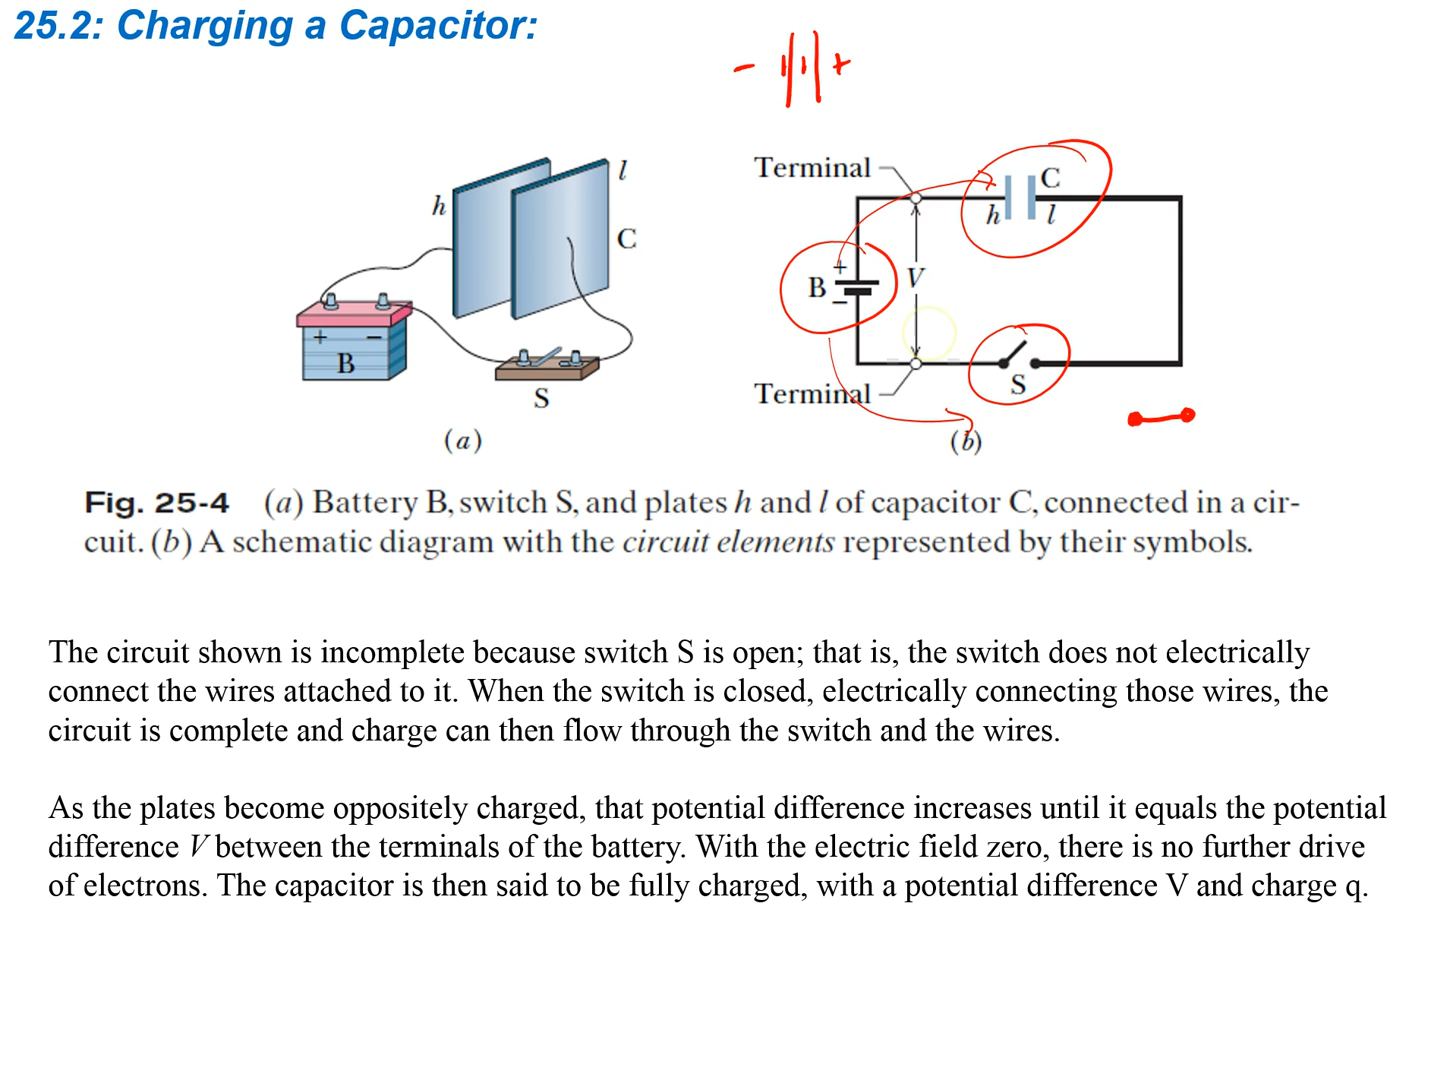 25.2: Charging a Capacitor:
- +
h
l
C
+ -
B
S
(a)
Terminal
C
h
l
+
B
-
V
S
Terminal
(b)
Fig. 25-4 (a) Battery B, switch S, and plates h and l of capacitor C, connected in a cir-
cuit. (b) A schematic diagram with the circuit elements represented by their symbols.
The circuit shown is incomplete because switch S is open; that is, the switch does not electrically
connect the wires attached to it. When the switch is closed, electrically connecting those wires, the
circuit is complete and charge can then flow through the switch and the wires.
As the plates become oppositely charged, that potential difference increases until it equals the potential
difference V between the terminals of the battery. With the electric field zero, there is no further drive
of electrons. The capacitor is then said to be fully charged, with a potential difference V and charge q.